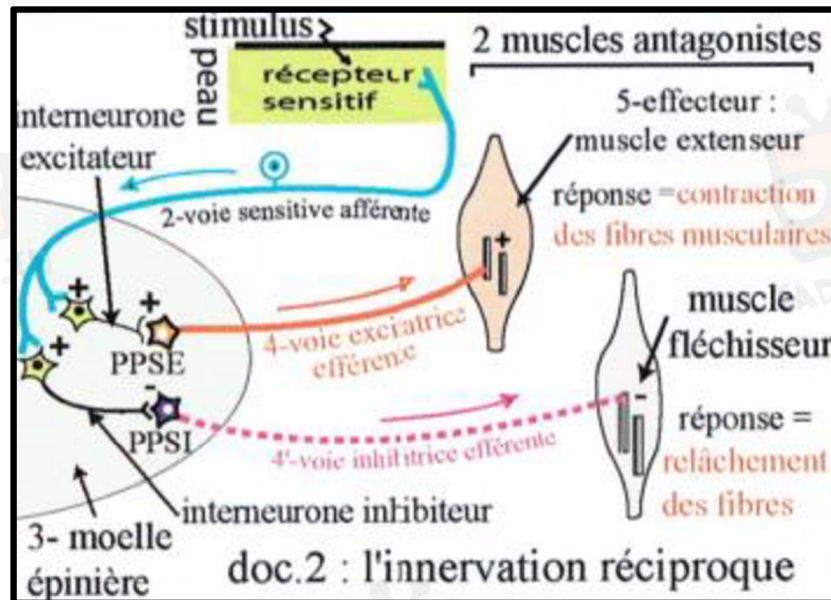 stimulus
peau
récepteur
sensitif
2 muscles antagonistes
interneurone
excitateur
5-effecteur :
muscle extenseur
réponse =contraction
des fibres musculaires
2-voie sensitive afférente
+
+
+
+
PPSE
4-voie excitatrice
efférence
muscle
fléchisseur
-
-
PPSI
4'-voie inhibitrice efférente
réponse =
relâchement
des fibres
interneurone inhibiteur
3- moelle
épinière
doc.2 : l'innervation réciproque